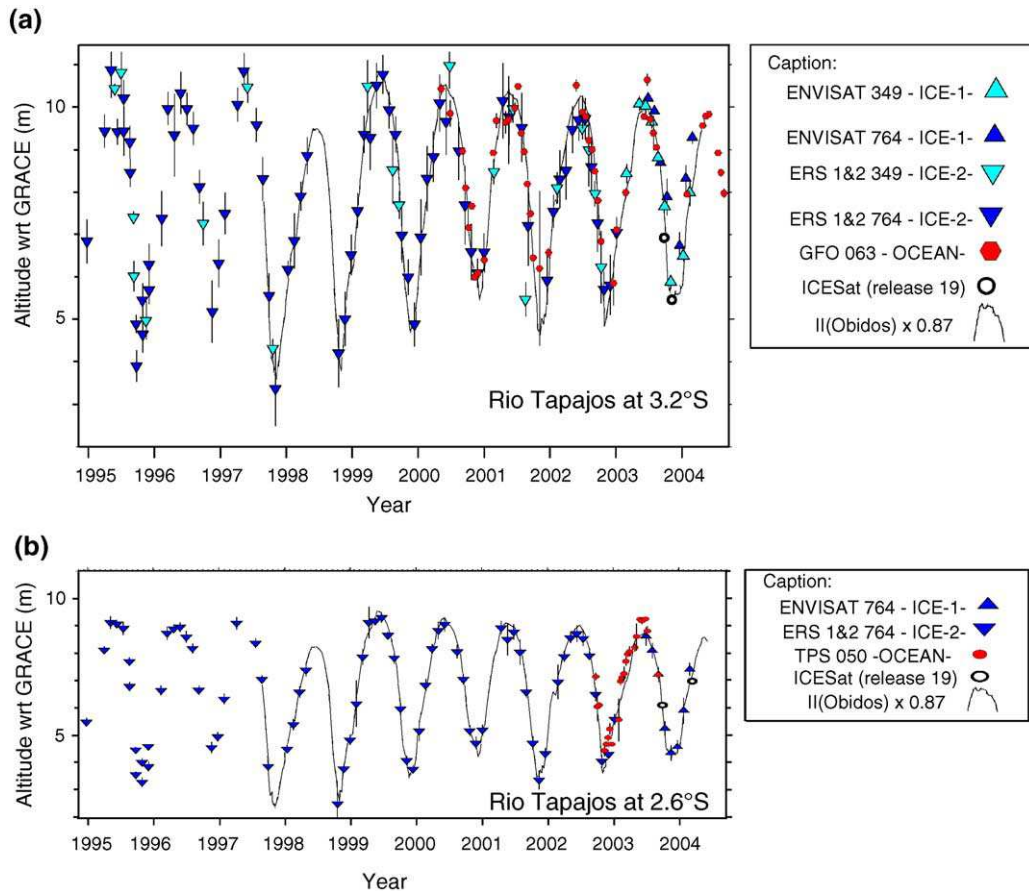 (a)
Altitude wrt GRACE (m)
10
5
Rio Tapajos at 3.2°S
1995 1996 1997 1998 1999 2000 2001 2002 2003 2004
Year
Caption:
ENVISAT 349 - ICE-1-
ENVISAT 764 - ICE-1-
ERS 1&2 349 - ICE-2-
ERS 1&2 764 - ICE-2-
GFO 063 - OCEAN-
ICESat (release 19)
II(Obidos) x 0.87
(b)
Altitude wrt GRACE (m)
10
5
Rio Tapajos at 2.6°S
1995 1996 1997 1998 1999 2000 2001 2002 2003 2004
Year
Caption:
ENVISAT 764 - ICE-1-
ERS 1&2 764 - ICE-2-
TPS 050 -OCEAN-
ICESat (release 19)
II(Obidos) x 0.87